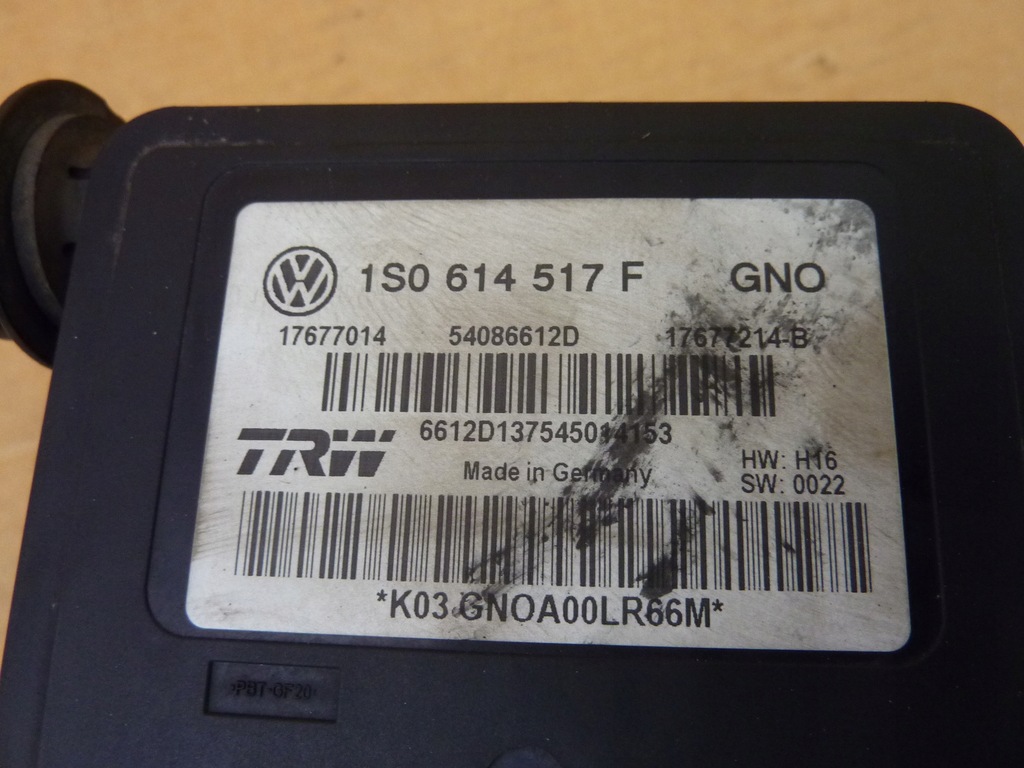 1S0 614 517 F GNO
17677014 54086612D 17677214-B
6612D137545014153
TRW
Made in Germany
HW: H16
SW: 0022
*K03 GNOA00LR66M*
>PBT-GF20<